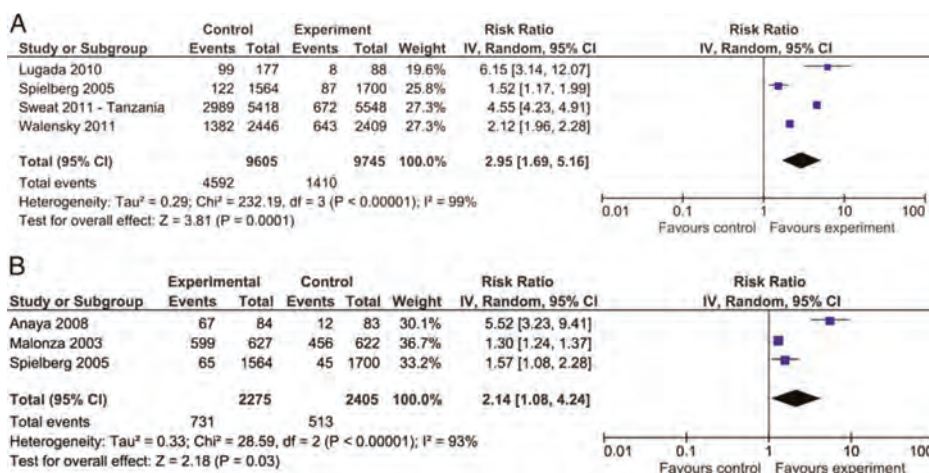 A
Control Experiment Risk Ratio Risk Ratio
Study or Subgroup Events Total Events Total Weight IV, Random, 95% CI IV, Random, 95% CI
Lugada 2010 99 177 8 88 19.6% 6.15 [3.14, 12.07]
Spielberg 2005 122 1564 87 1700 25.8% 1.52 [1.17, 1.99]
Sweat 2011 - Tanzania 2989 5418 672 5548 27.3% 4.55 [4.23, 4.91]
Walensky 2011 1382 2446 643 2409 27.3% 2.12 [1.96, 2.28]
Total (95% CI) 9605 9745 100.0% 2.95 [1.69, 5.16]
Total events 4592 1410
Heterogeneity: Tau² = 0.29; Chi² = 232.19, df = 3 (P < 0.00001); I² = 99%
Test for overall effect: Z = 3.81 (P = 0.0001)
0.01 0.1 1 10 100
Favours control Favours experiment
B
Experimental Control Risk Ratio Risk Ratio
Study or Subgroup Events Total Events Total Weight IV, Random, 95% CI IV, Random, 95% CI
Anaya 2008 67 84 12 83 30.1% 5.52 [3.23, 9.41]
Malonza 2003 599 627 456 622 36.7% 1.30 [1.24, 1.37]
Spielberg 2005 65 1564 45 1700 33.2% 1.57 [1.08, 2.28]
Total (95% CI) 2275 2405 100.0% 2.14 [1.08, 4.24]
Total events 731 513
Heterogeneity: Tau² = 0.33; Chi² = 28.59, df = 2 (P < 0.00001); I² = 93%
Test for overall effect: Z = 2.18 (P = 0.03)
0.01 0.1 1 10 100
Favours control Favours experiment